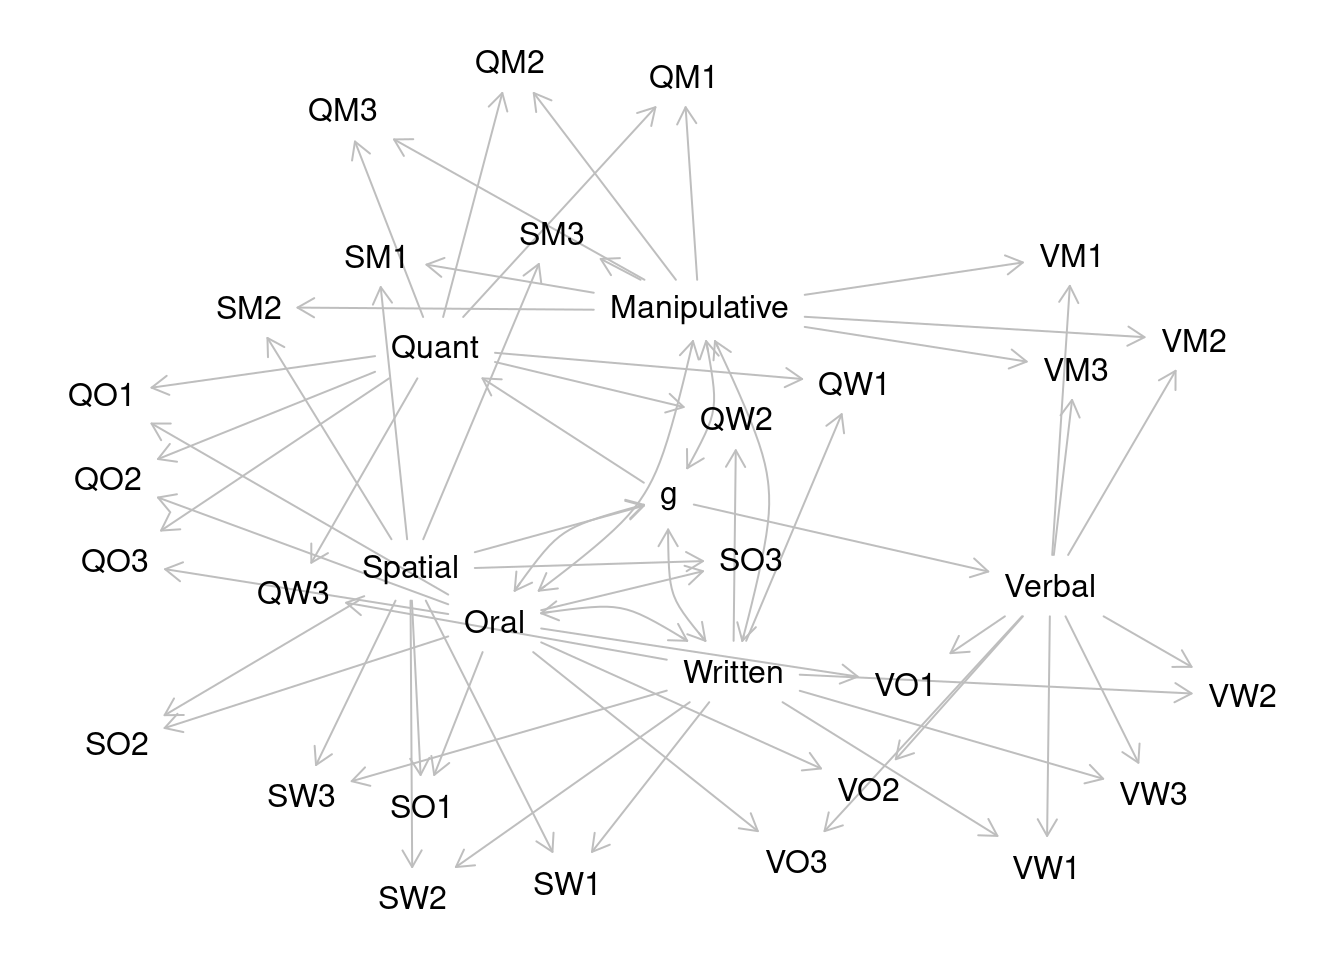 QM2
QM1
QM3
SM3
SM1
VM1
SM2
Manipulative
Quant
VM2
VM3
QW1
QO1
QW2
QO2
g
QO3
SO3
Spatial
Verbal
QW3
Oral
Written
VO1
VW2
SO2
VO2
VW3
SW3
SO1
VO3
VW1
SW1
SW2